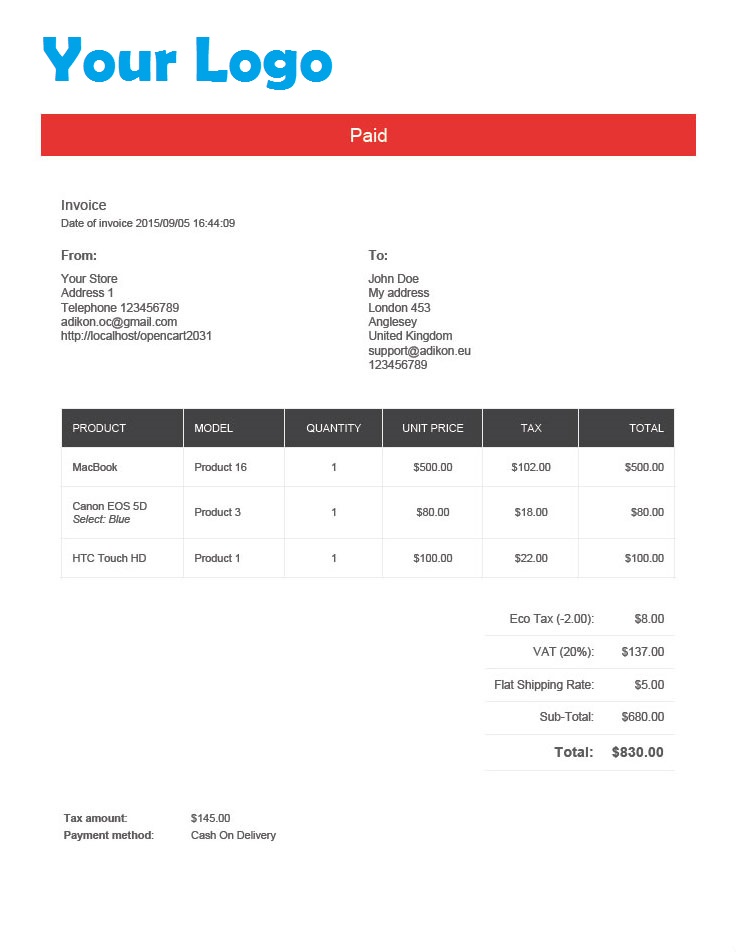 Your Logo
Paid
Invoice
Date of invoice 2015/09/05 16:44:09
From:
Your Store
Address 1
Telephone 123456789
adikon.oc@gmail.com
http://localhost/opencart2031
To:
John Doe
My address
London 453
Anglesey
United Kingdom
support@adikon.eu
123456789
PRODUCT MODEL QUANTITY UNIT PRICE TAX TOTAL
MacBook Product 16 1 $500.00 $102.00 $500.00
Canon EOS 5D
Select: Blue
Product 3 1 $80.00 $18.00 $80.00
HTC Touch HD Product 1 1 $100.00 $22.00 $100.00
Eco Tax (-2.00): $8.00
VAT (20%): $137.00
Flat Shipping Rate: $5.00
Sub-Total: $680.00
Total: $830.00
Tax amount: $145.00
Payment method: Cash On Delivery